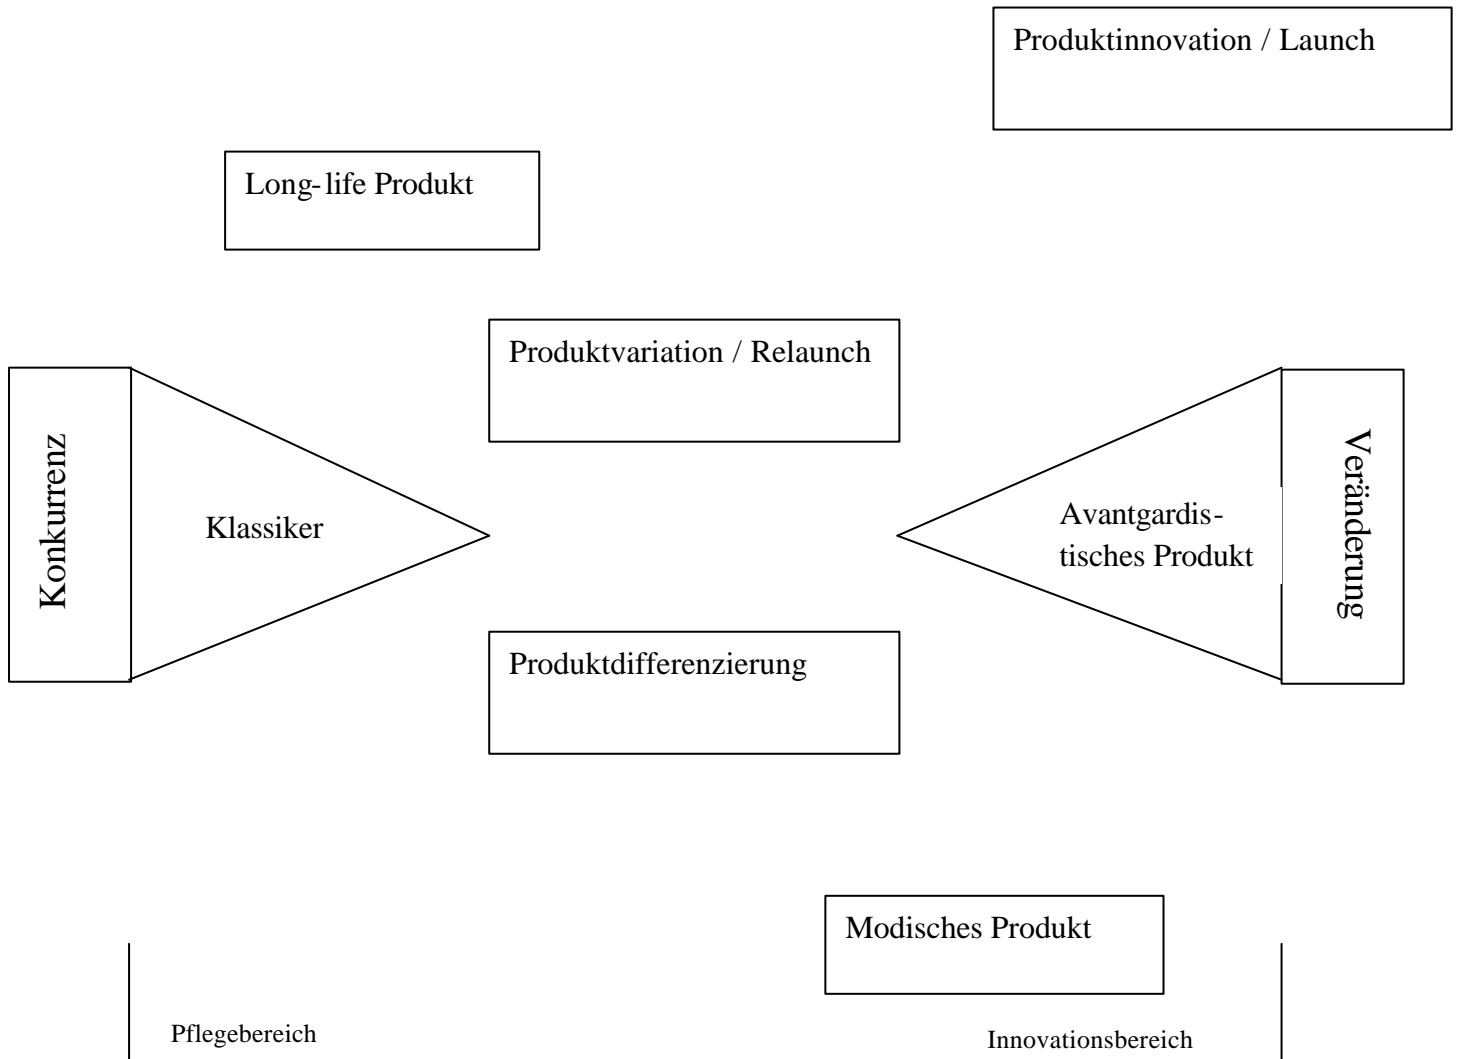 Produktinnovation / Launch
Long-life Produkt
Produktvariation / Relaunch
Konkurrenz
Klassiker
Avantgardis-
tisches Produkt
Veränderung
Produktdifferenzierung
Modisches Produkt
Pflegebereich
Innovationsbereich